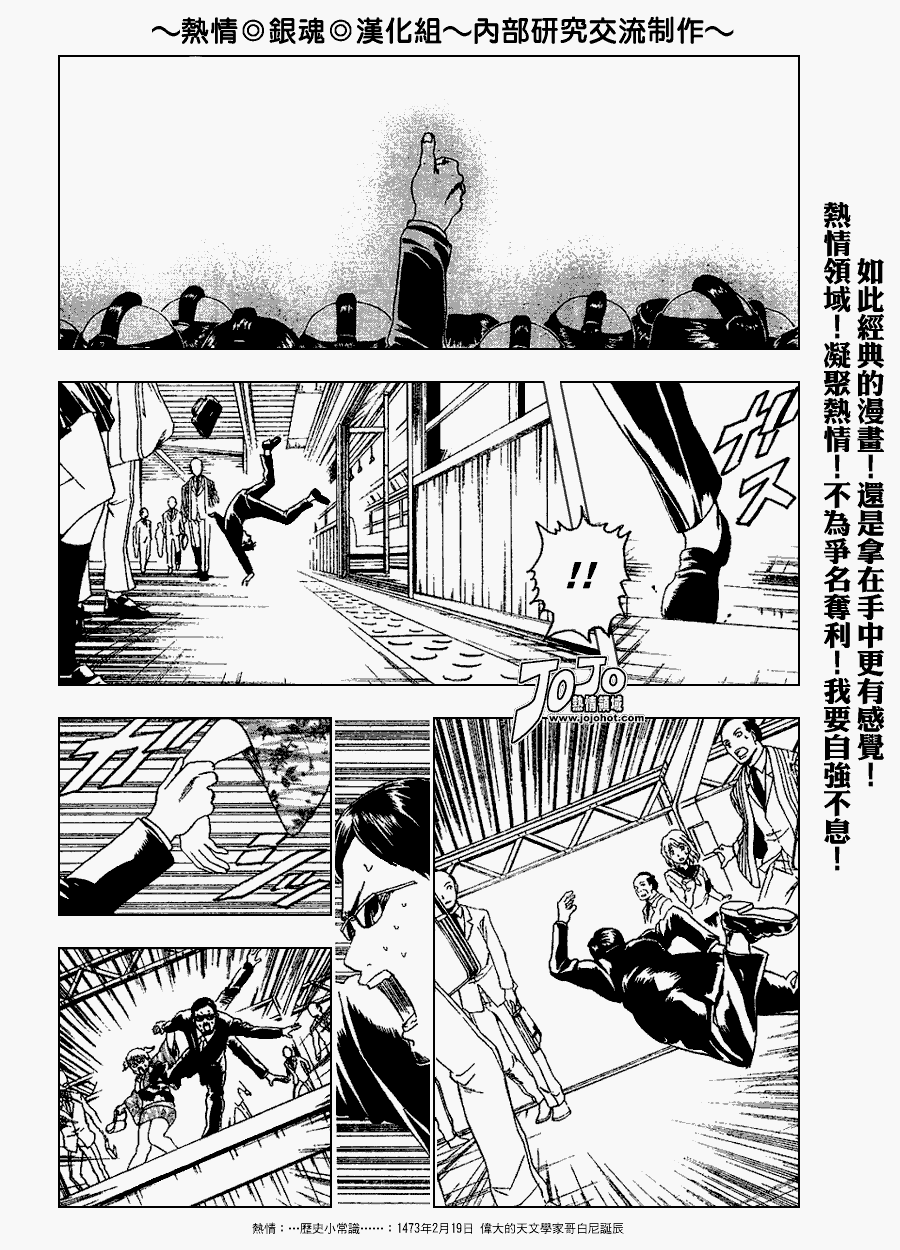 ～熱情◎銀魂◎漢化組～內部研究交流制作～
如此經典的漫畫！還是拿在手中更有感覺！
熱情領域！凝聚熱情！不為爭名奪利！我要自強不息！
ガス
!!
JOJO
熱情領域
www.jojohot.com
ガ
熱情：…歷史小常識……：1473年2月19日 偉大的天文學家哥白尼誕辰